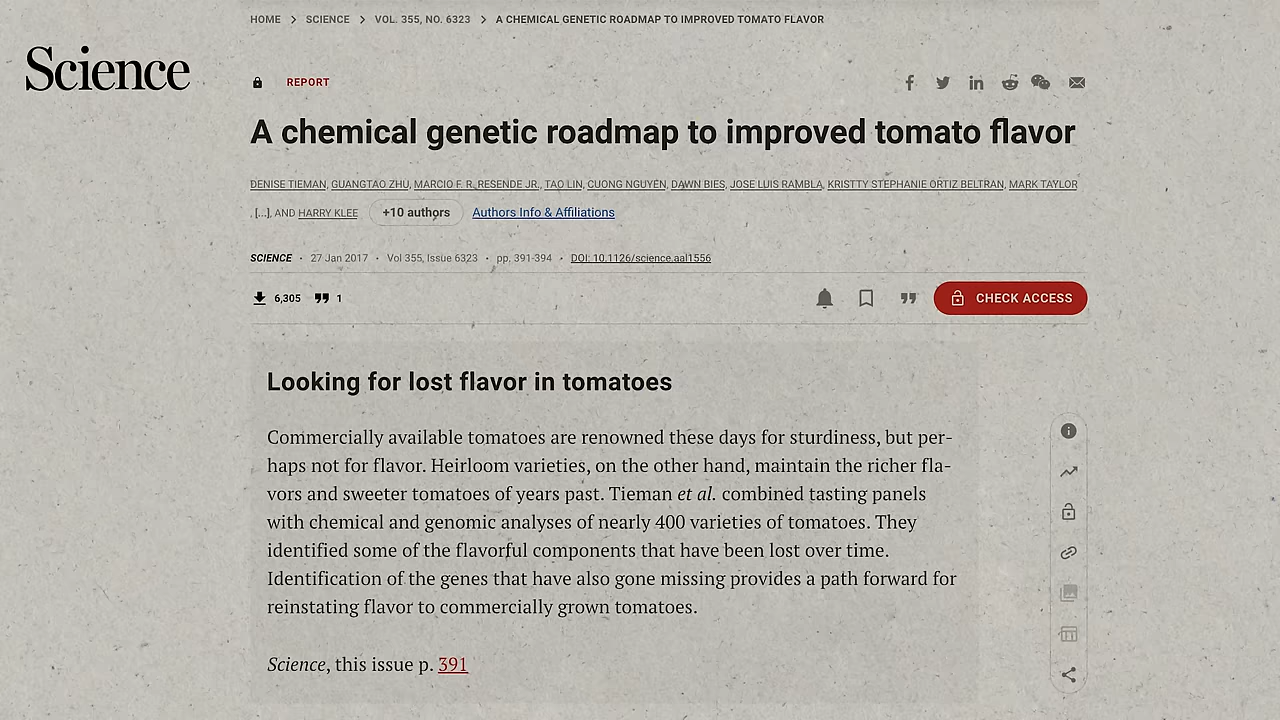 HOME > SCIENCE > VOL. 355, NO. 6323 > A CHEMICAL GENETIC ROADMAP TO IMPROVED TOMATO FLAVOR
Science
REPORT
A chemical genetic roadmap to improved tomato flavor
DENISE TIEMAN, GUANGTAO ZHU, MARCIO F. R. RESENDE JR., TAO LIN, CUONG NGUYEN, DAWN BIES, JOSE LUIS RAMBLA, KRISTTY STEPHANIE ORTIZ BELTRAN, MARK TAYLOR
, [...], AND HARRY KLEE +10 authors Authors Info & Affiliations
SCIENCE • 27 Jan 2017 • Vol 355, Issue 6323 • pp. 391-394 • DOI: 10.1126/science.aal1556
6,305 1 CHECK ACCESS
Looking for lost flavor in tomatoes
Commercially available tomatoes are renowned these days for sturdiness, but per-
haps not for flavor. Heirloom varieties, on the other hand, maintain the richer fla-
vors and sweeter tomatoes of years past. Tieman et al. combined tasting panels
with chemical and genomic analyses of nearly 400 varieties of tomatoes. They
identified some of the flavorful components that have been lost over time.
Identification of the genes that have also gone missing provides a path forward for
reinstating flavor to commercially grown tomatoes.
Science, this issue p. 391